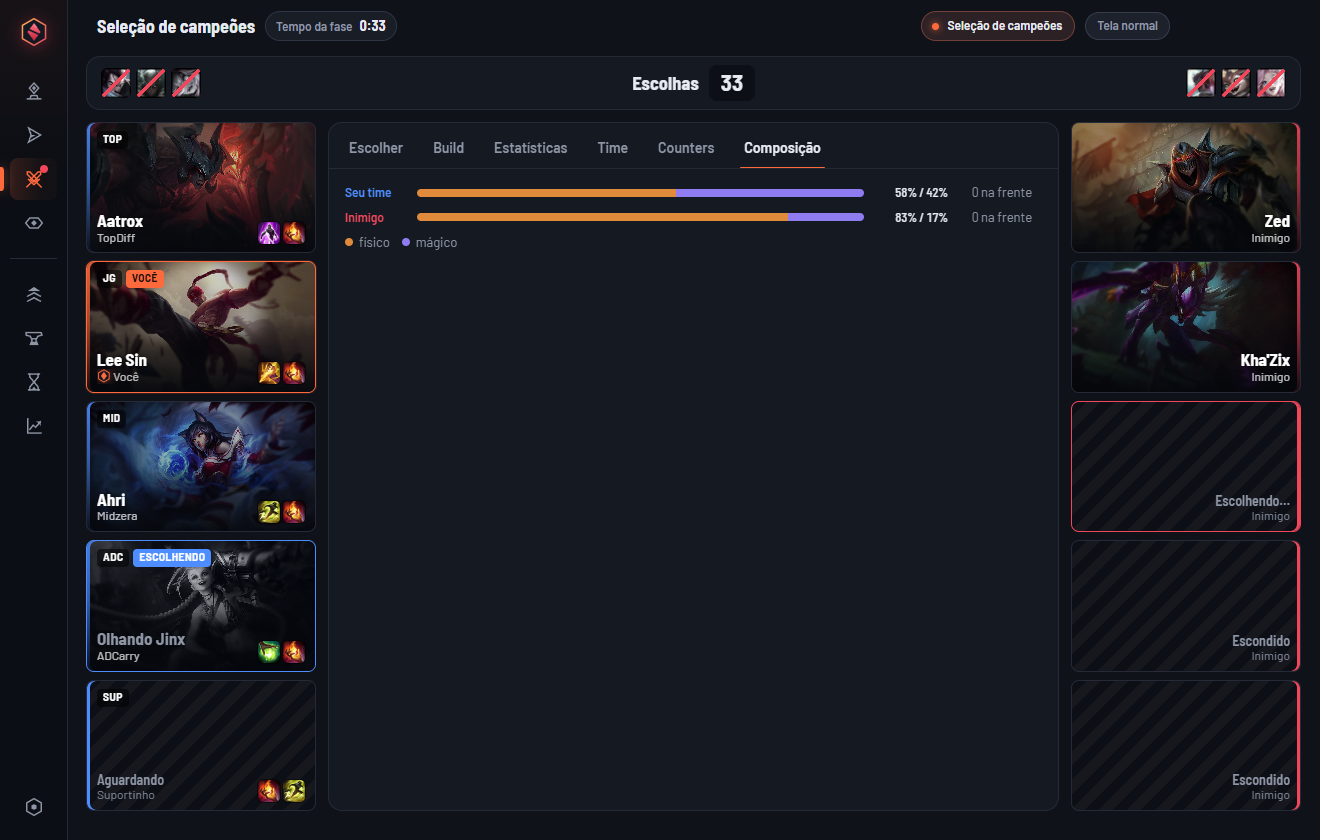 Seleção de campeões
Tempo da fase 0:33
Seleção de campeões
Tela normal
Escolhas 33
TOP
Aatrox
TopDiff
JG VOCÊ
Lee Sin
Você
MID
Ahri
Midzera
ADC ESCOLHENDO
Olhando Jinx
ADCarry
SUP
Aguardando
Suportinho
Escolher Build Estatísticas Time Counters Composição
Seu time 58% / 42% 0 na frente
Inimigo 83% / 17% 0 na frente
físico mágico
Zed
Inimigo
Kha'Zix
Inimigo
Escolhendo...
Inimigo
Escondido
Inimigo
Escondido
Inimigo